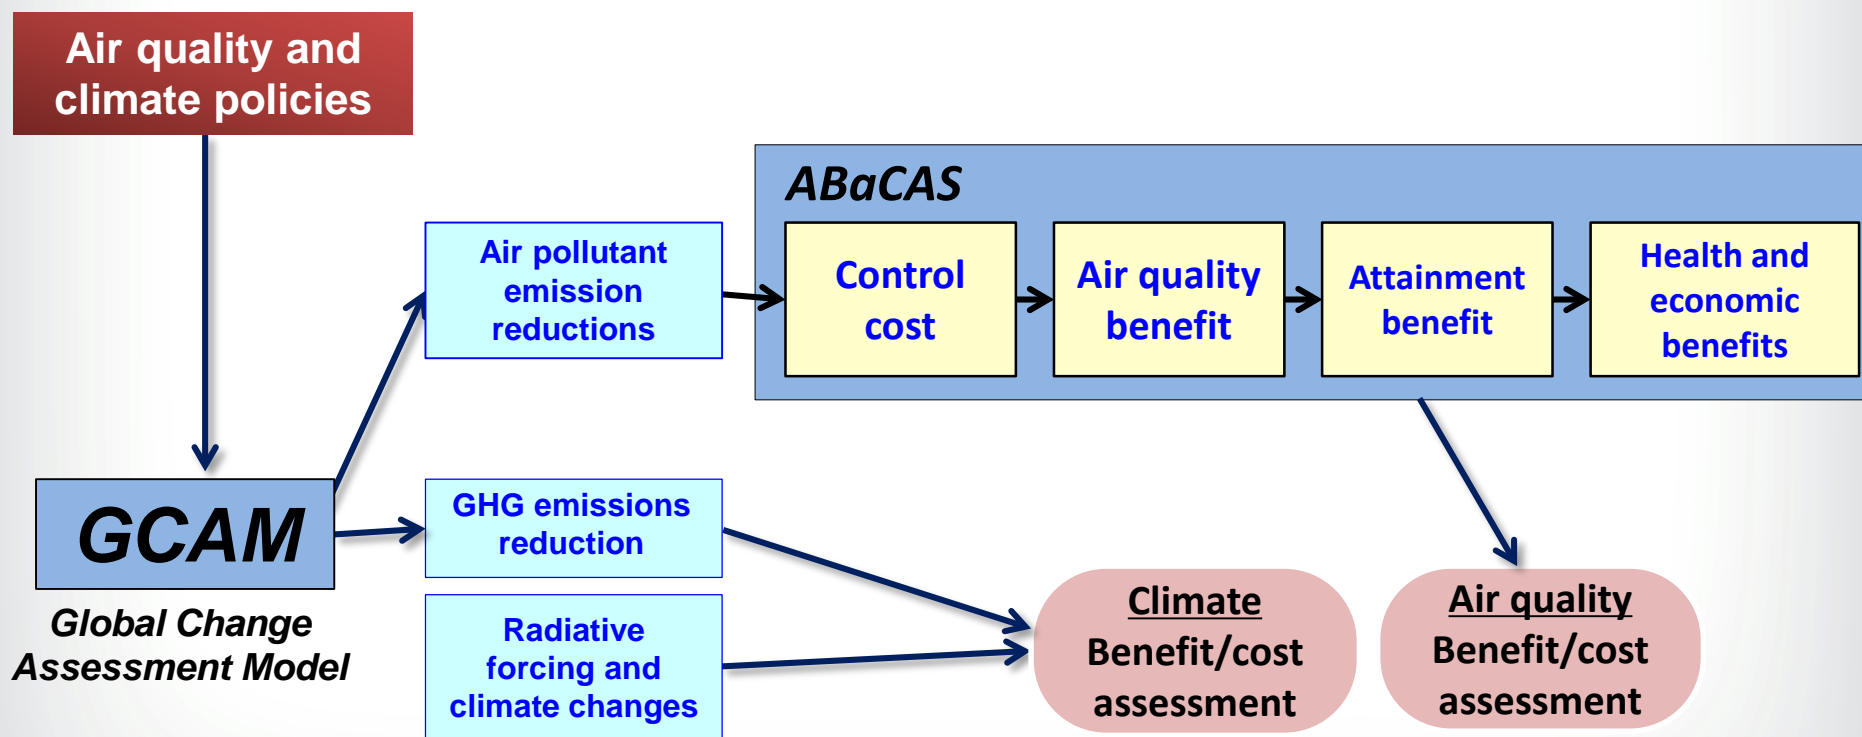 Air quality and
climate policies
ABaCAS
Air pollutant
emission
reductions
Control
cost
Air quality
benefit
Attainment
benefit
Health and
economic
benefits
GCAM
Global Change
Assessment Model
GHG emissions
reduction
Radiative
forcing and
climate changes
Climate
Benefit/cost
assessment
Air quality
Benefit/cost
assessment